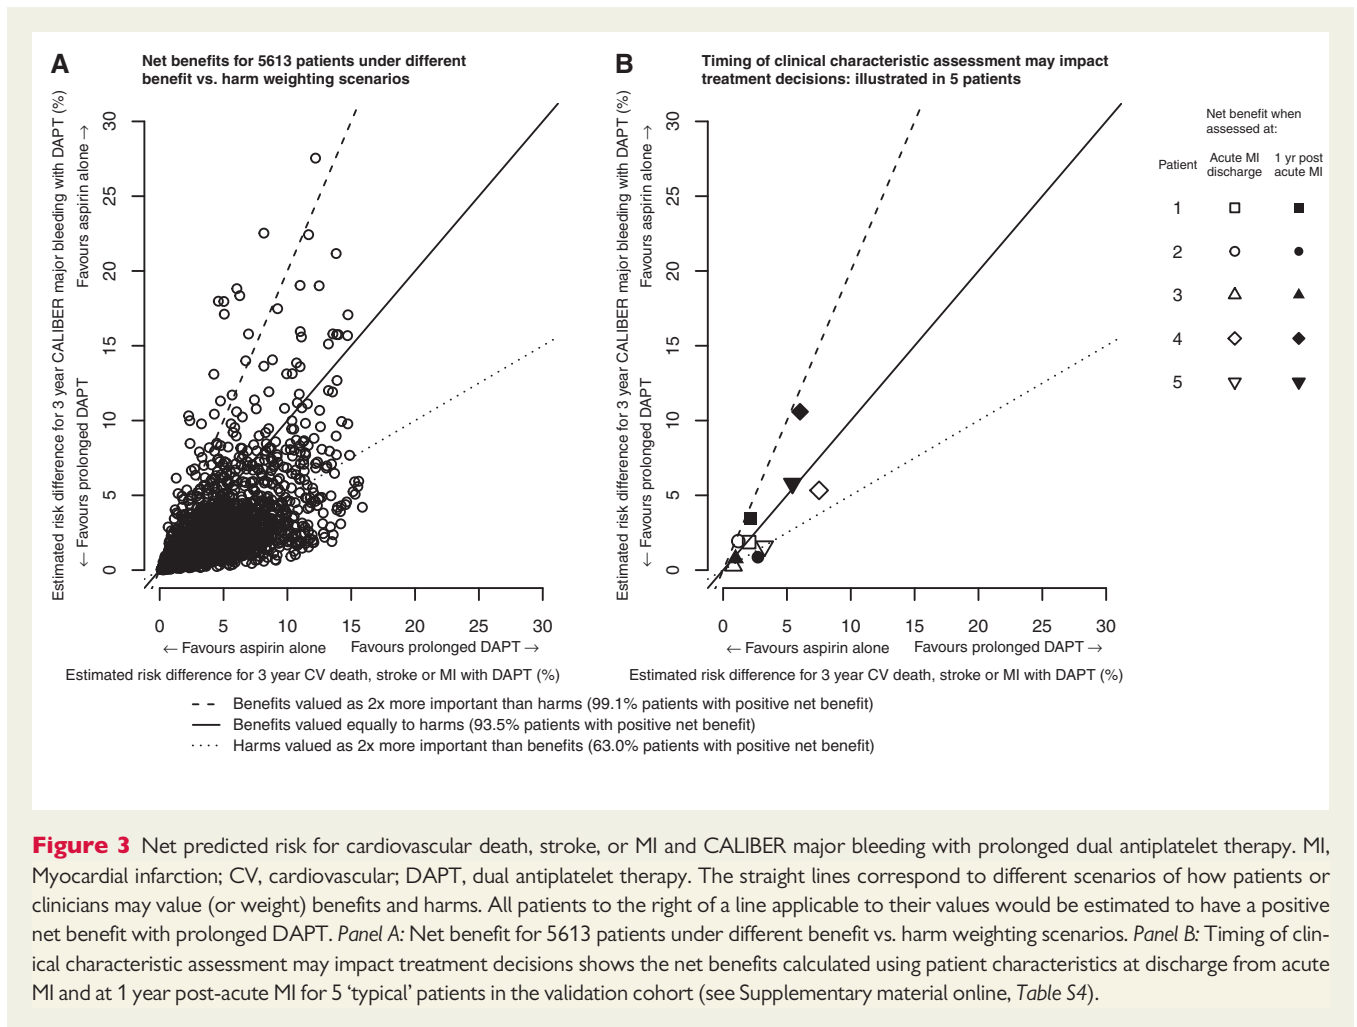 A
Net benefits for 5613 patients under different
benefit vs. harm weighting scenarios
Estimated risk difference for 3 year CALIBER major bleeding with DAPT (%)
← Favours prolonged DAPT
Favours aspirin alone →
30
25
20
15
10
5
0
0 5 10 15 20 25 30
← Favours aspirin alone Favours prolonged DAPT →
Estimated risk difference for 3 year CV death, stroke or MI with DAPT (%)
B
Timing of clinical characteristic assessment may impact
treatment decisions: illustrated in 5 patients
Estimated risk difference for 3 year CALIBER major bleeding with DAPT (%)
← Favours prolonged DAPT
Favours aspirin alone →
30
25
20
15
10
5
0
0 5 10 15 20 25 30
← Favours aspirin alone Favours prolonged DAPT →
Estimated risk difference for 3 year CV death, stroke or MI with DAPT (%)
Net benefit when
assessed at:
Patient Acute MI discharge 1 yr post acute MI
1
2
3
4
5
Benefits valued as 2x more important than harms (99.1% patients with positive net benefit)
Benefits valued equally to harms (93.5% patients with positive net benefit)
Harms valued as 2x more important than benefits (63.0% patients with positive net benefit)
Figure 3 Net predicted risk for cardiovascular death, stroke, or MI and CALIBER major bleeding with prolonged dual antiplatelet therapy. MI,
Myocardial infarction; CV, cardiovascular; DAPT, dual antiplatelet therapy. The straight lines correspond to different scenarios of how patients or
clinicians may value (or weight) benefits and harms. All patients to the right of a line applicable to their values would be estimated to have a positive
net benefit with prolonged DAPT. Panel A: Net benefit for 5613 patients under different benefit vs. harm weighting scenarios. Panel B: Timing of clin-
ical characteristic assessment may impact treatment decisions shows the net benefits calculated using patient characteristics at discharge from acute
MI and at 1 year post-acute MI for 5 ‘typical’ patients in the validation cohort (see Supplementary material online, Table S4).